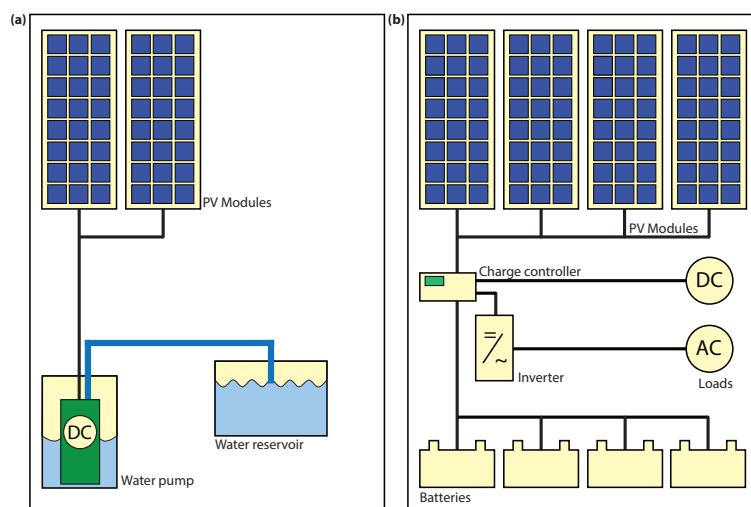 (a)
PV Modules
DC
Water pump
Water reservoir
(b)
PV Modules
Charge controller
DC
=
~
Inverter
AC
Loads
Batteries